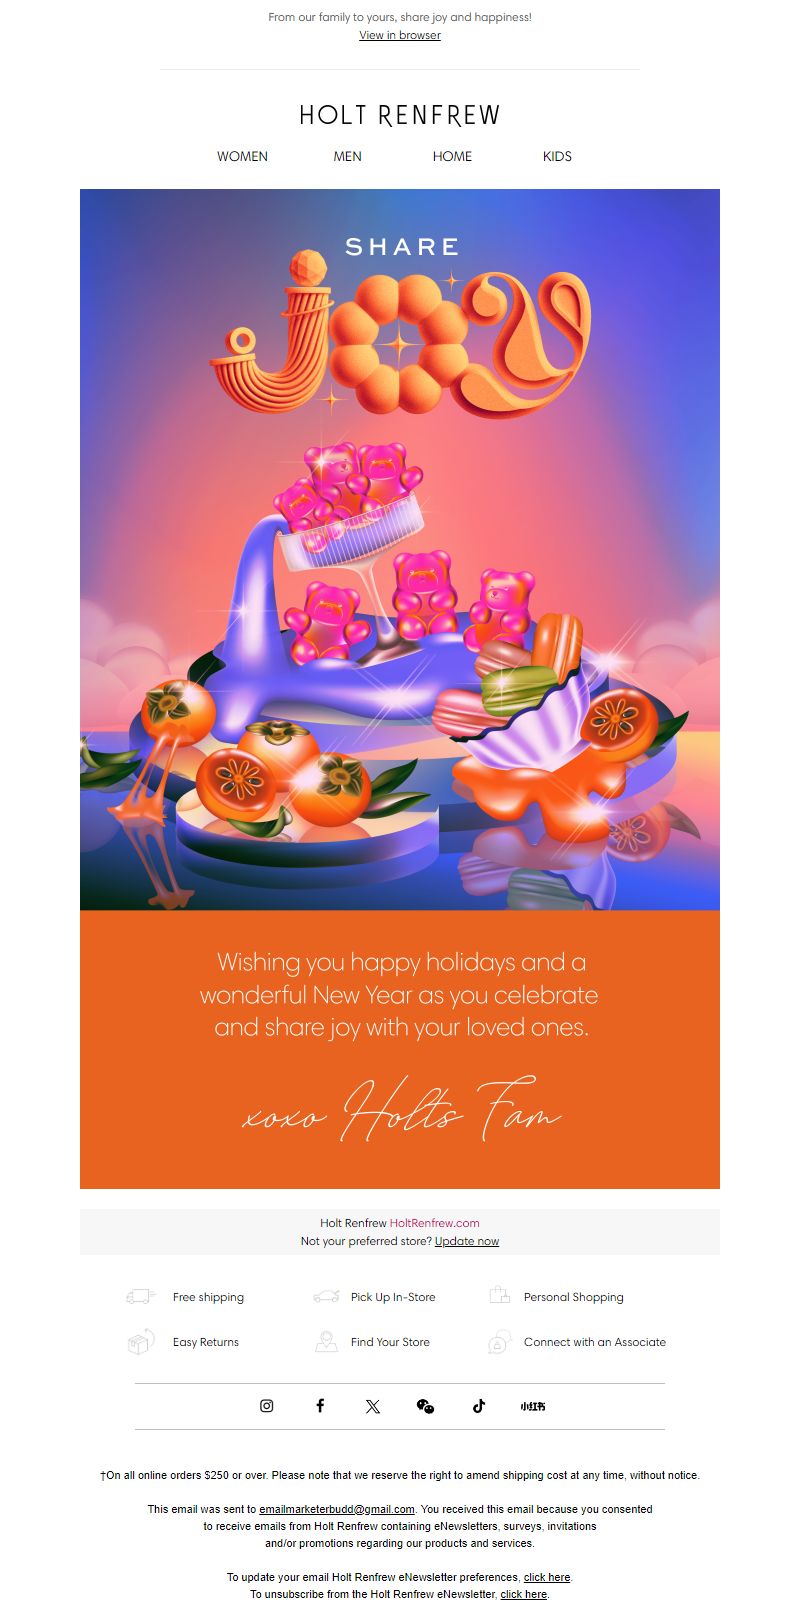 From our family to yours, share joy and happiness!
View in browser
HOLT RENFREW
WOMEN MEN HOME KIDS
SHARE
JOY
Wishing you happy holidays and a
wonderful New Year as you celebrate
and share joy with your loved ones.
xoxo Holts Fam
Holt Renfrew HoltRenfrew.com
Not your preferred store? Update now
Free shipping Pick Up In-Store Personal Shopping
Easy Returns Find Your Store Connect with an Associate
小红书
†On all online orders $250 or over. Please note that we reserve the right to amend shipping cost at any time, without notice.
This email was sent to emailmarketerbudd@gmail.com. You received this email because you consented
to receive emails from Holt Renfrew containing eNewsletters, surveys, invitations
and/or promotions regarding our products and services.
To update your email Holt Renfrew eNewsletter preferences, click here.
To unsubscribe from the Holt Renfrew eNewsletter, click here.